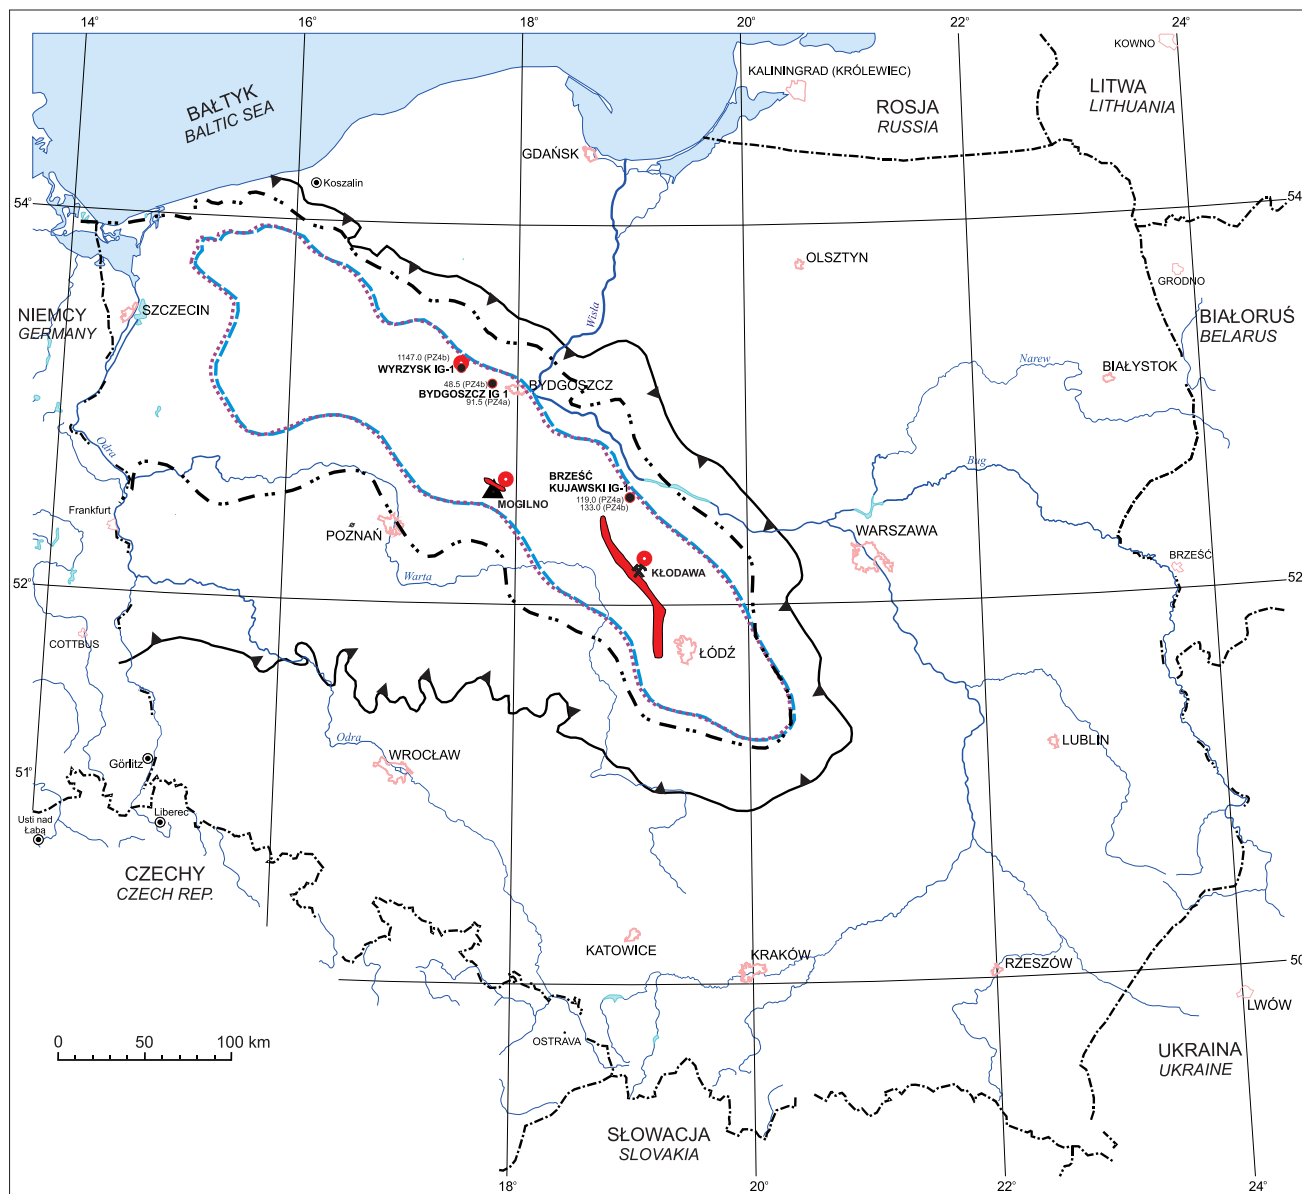 14°
16°
18°
20°
22°
24°
KOWNO
KALININGRAD (KRÓLEWIEC)
LITWA
LITHUANIA
BAŁTYK
BALTIC SEA
ROSJA
RUSSIA
GDAŃSK
Koszalin
54°
54
OLSZTYN
GRODNO
SZCZECIN
NIEMCY
GERMANY
Wisła
BIAŁORUŚ
BELARUS
1147.0 (PZ4b)
WYRZYSK IG-1
Narew
BIAŁYSTOK
48.5 (PZ4b)
BYDGOSZCZ
BYDGOSZCZ IG 1
91.5 (PZ4a)
Odra
Bug
BRZEŚĆ
KUJAWSKI IG-1
119.0 (PZ4a)
133.0 (PZ4b)
MOGILNO
Frankfurt
POZNAŃ
WARSZAWA
BRZEŚĆ
Warta
KŁODAWA
52°
52
COTTBUS
ŁÓDŹ
Odra
WROCŁAW
LUBLIN
Görlitz
51°
Liberec
Usti nad
Łabą
CZECHY
CZECH REP.
KATOWICE
KRAKÓW
RZESZÓW
50
LWÓW
0 50 100 km
OSTRAVA
UKRAINA
UKRAINE
SŁOWACJA
SLOVAKIA
18°
20°
22°
24°